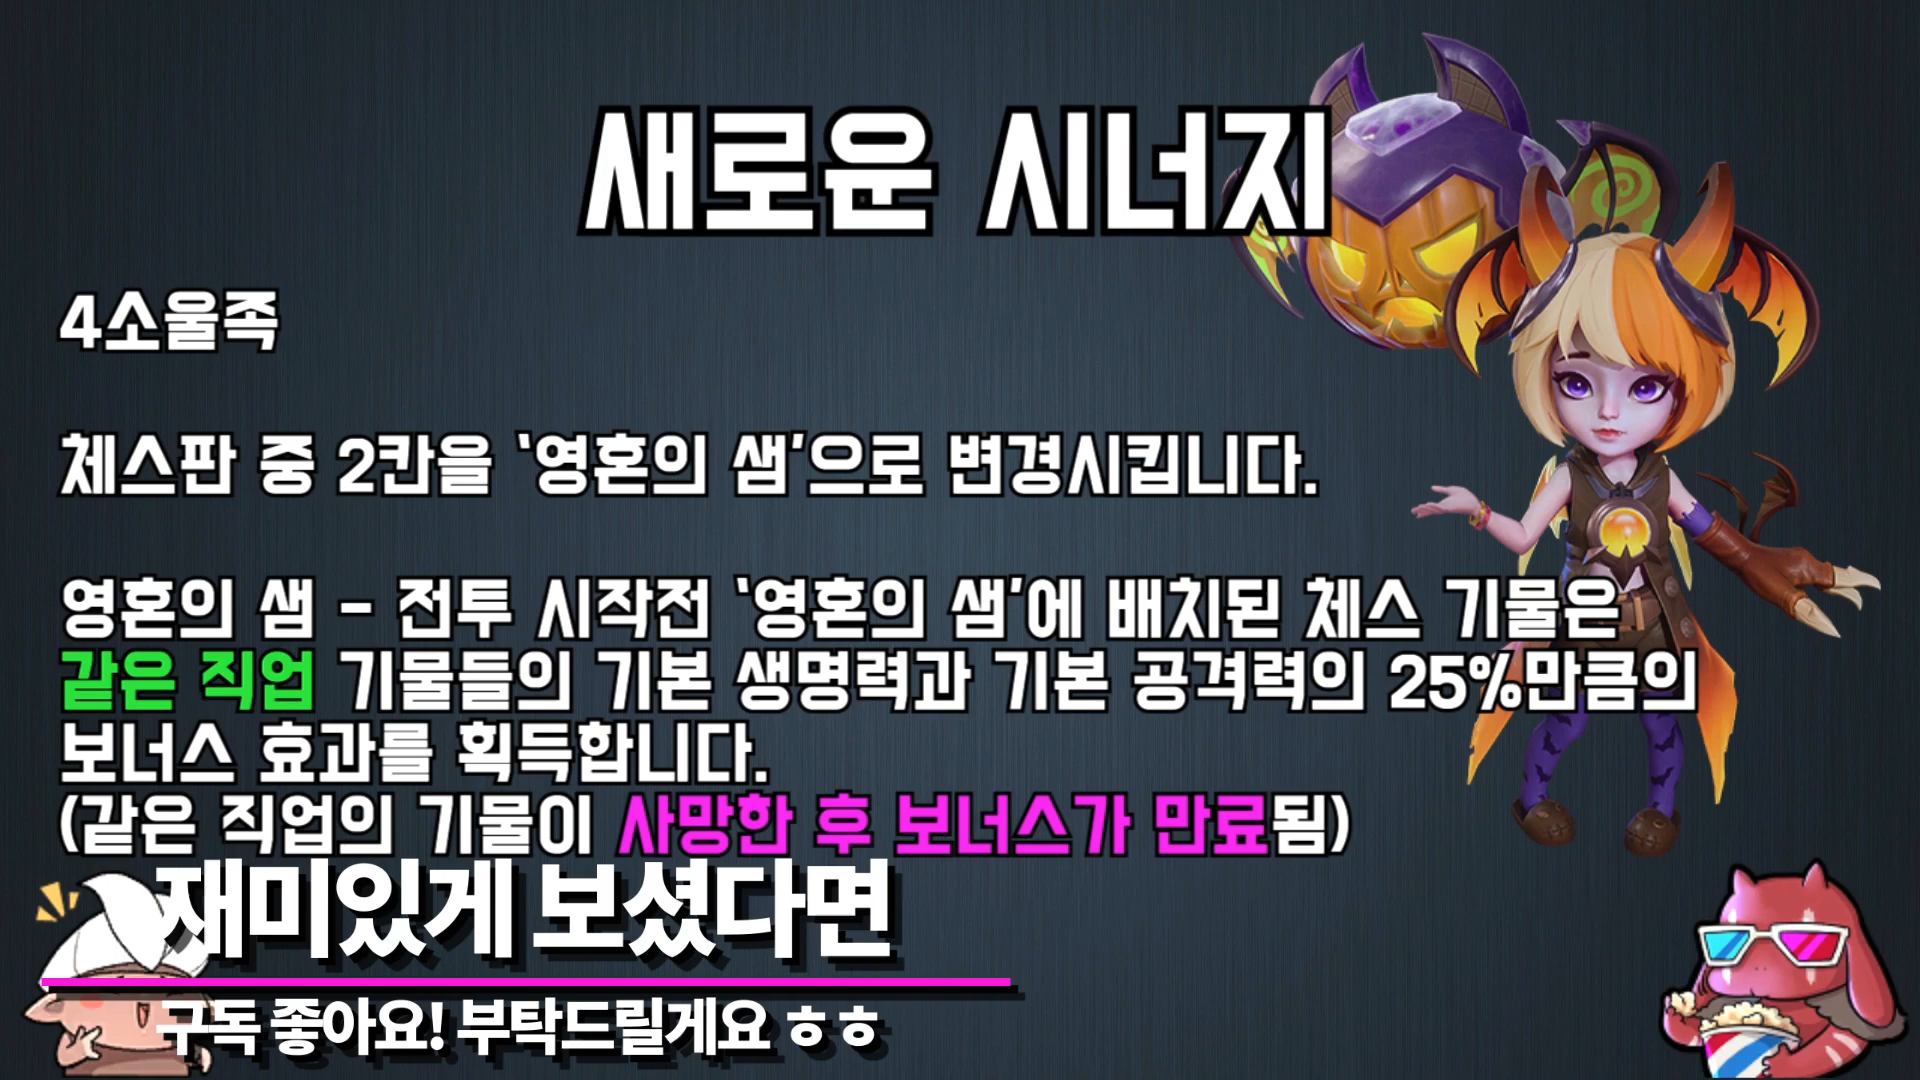 새로운 시너지
4소울족
체스판 중 2칸을 '영혼의 샘'으로 변경시킵니다.
영혼의 샘 - 전투 시작전 '영혼의 샘'에 배치된 체스 기물은
같은 직업 기물들의 기본 생명력과 기본 공격력의 25%만큼의
보너스 효과를 획득합니다.
(같은 직업의 기물이 사망한 후 보너스가 만료됨)
재미있게 보셨다면
구독 좋아요! 부탁드릴게요 ㅎㅎ